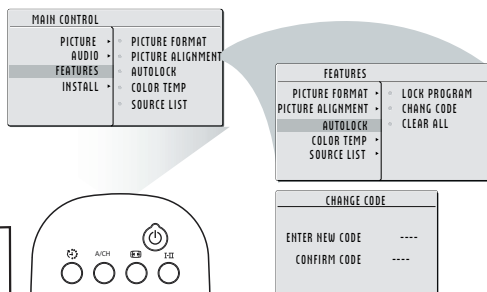 MAIN CONTROL
PICTURE
AUDIO
FEATURES
INSTALL
PICTURE FORMAT
PICTURE ALIGNMENT
AUTOLOCK
COLOR TEMP
SOURCE LIST
FEATURES
PICTURE FORMAT
PICTURE ALIGNMENT
AUTOLOCK
COLOR TEMP
SOURCE LIST
LOCK PROGRAM
CHANG CODE
CLEAR ALL
CHANGE CODE
ENTER NEW CODE ----
CONFIRM CODE ----
A/CH
I-II